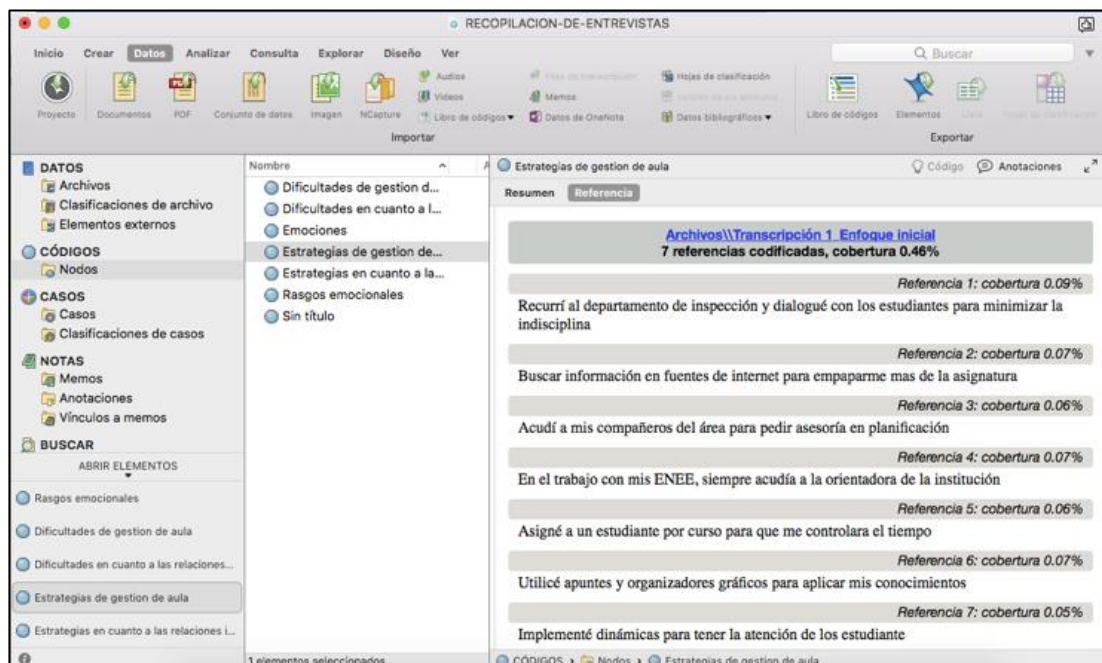 RECOPILACION-DE-ENTREVISTAS
Inicio Crear Datos Analizar Consulta Explorar Diseño Ver
Buscar
Proyecto Documentos PDF Conjunto de datos Imagen NCapture
Audios
Videos
Libro de códigos
Filas de transcripción
Memos
Datos de OneNote
Hojas de clasificación
Datos bibliográficos
Libro de códigos Elementos
Importar
Exportar
DATOS
Archivos
Clasificaciones de archivo
Elementos externos
CÓDIGOS
Nodos
CASOS
Casos
Clasificaciones de casos
NOTAS
Memos
Anotaciones
Vínculos a memos
BUSCAR
ABRIR ELEMENTOS
Rasgos emocionales
Dificultades de gestion de aula
Dificultades en cuanto a las relaciones...
Estrategias de gestion de aula
Estrategias en cuanto a las relaciones i...
Nombre
Dificultades de gestion d...
Dificultades en cuanto a l...
Emociones
Estrategias de gestion de...
Estrategias en cuanto a la...
Rasgos emocionales
Sin título
1 elementos seleccionados
Estrategias de gestion de aula
Código Anotaciones
Resumen Referencia
Archivos\\Transcripción 1 Enfoque inicial
7 referencias codificadas, cobertura 0.46%
Referencia 1: cobertura 0.09%
Recurrí al departamento de inspección y dialogué con los estudiantes para minimizar la
indisciplina
Referencia 2: cobertura 0.07%
Buscar información en fuentes de internet para empaparme mas de la asignatura
Referencia 3: cobertura 0.06%
Acudí a mis compañeros del área para pedir asesoría en planificación
Referencia 4: cobertura 0.07%
En el trabajo con mis ENEE, siempre acudía a la orientadora de la institución
Referencia 5: cobertura 0.06%
Asigné a un estudiante por curso para que me controlara el tiempo
Referencia 6: cobertura 0.07%
Utilicé apuntes y organizadores gráficos para aplicar mis conocimientos
Referencia 7: cobertura 0.05%
Implementé dinámicas para tener la atención de los estudiante
CÓDIGOS › Nodos › Estrategias de gestion de aula